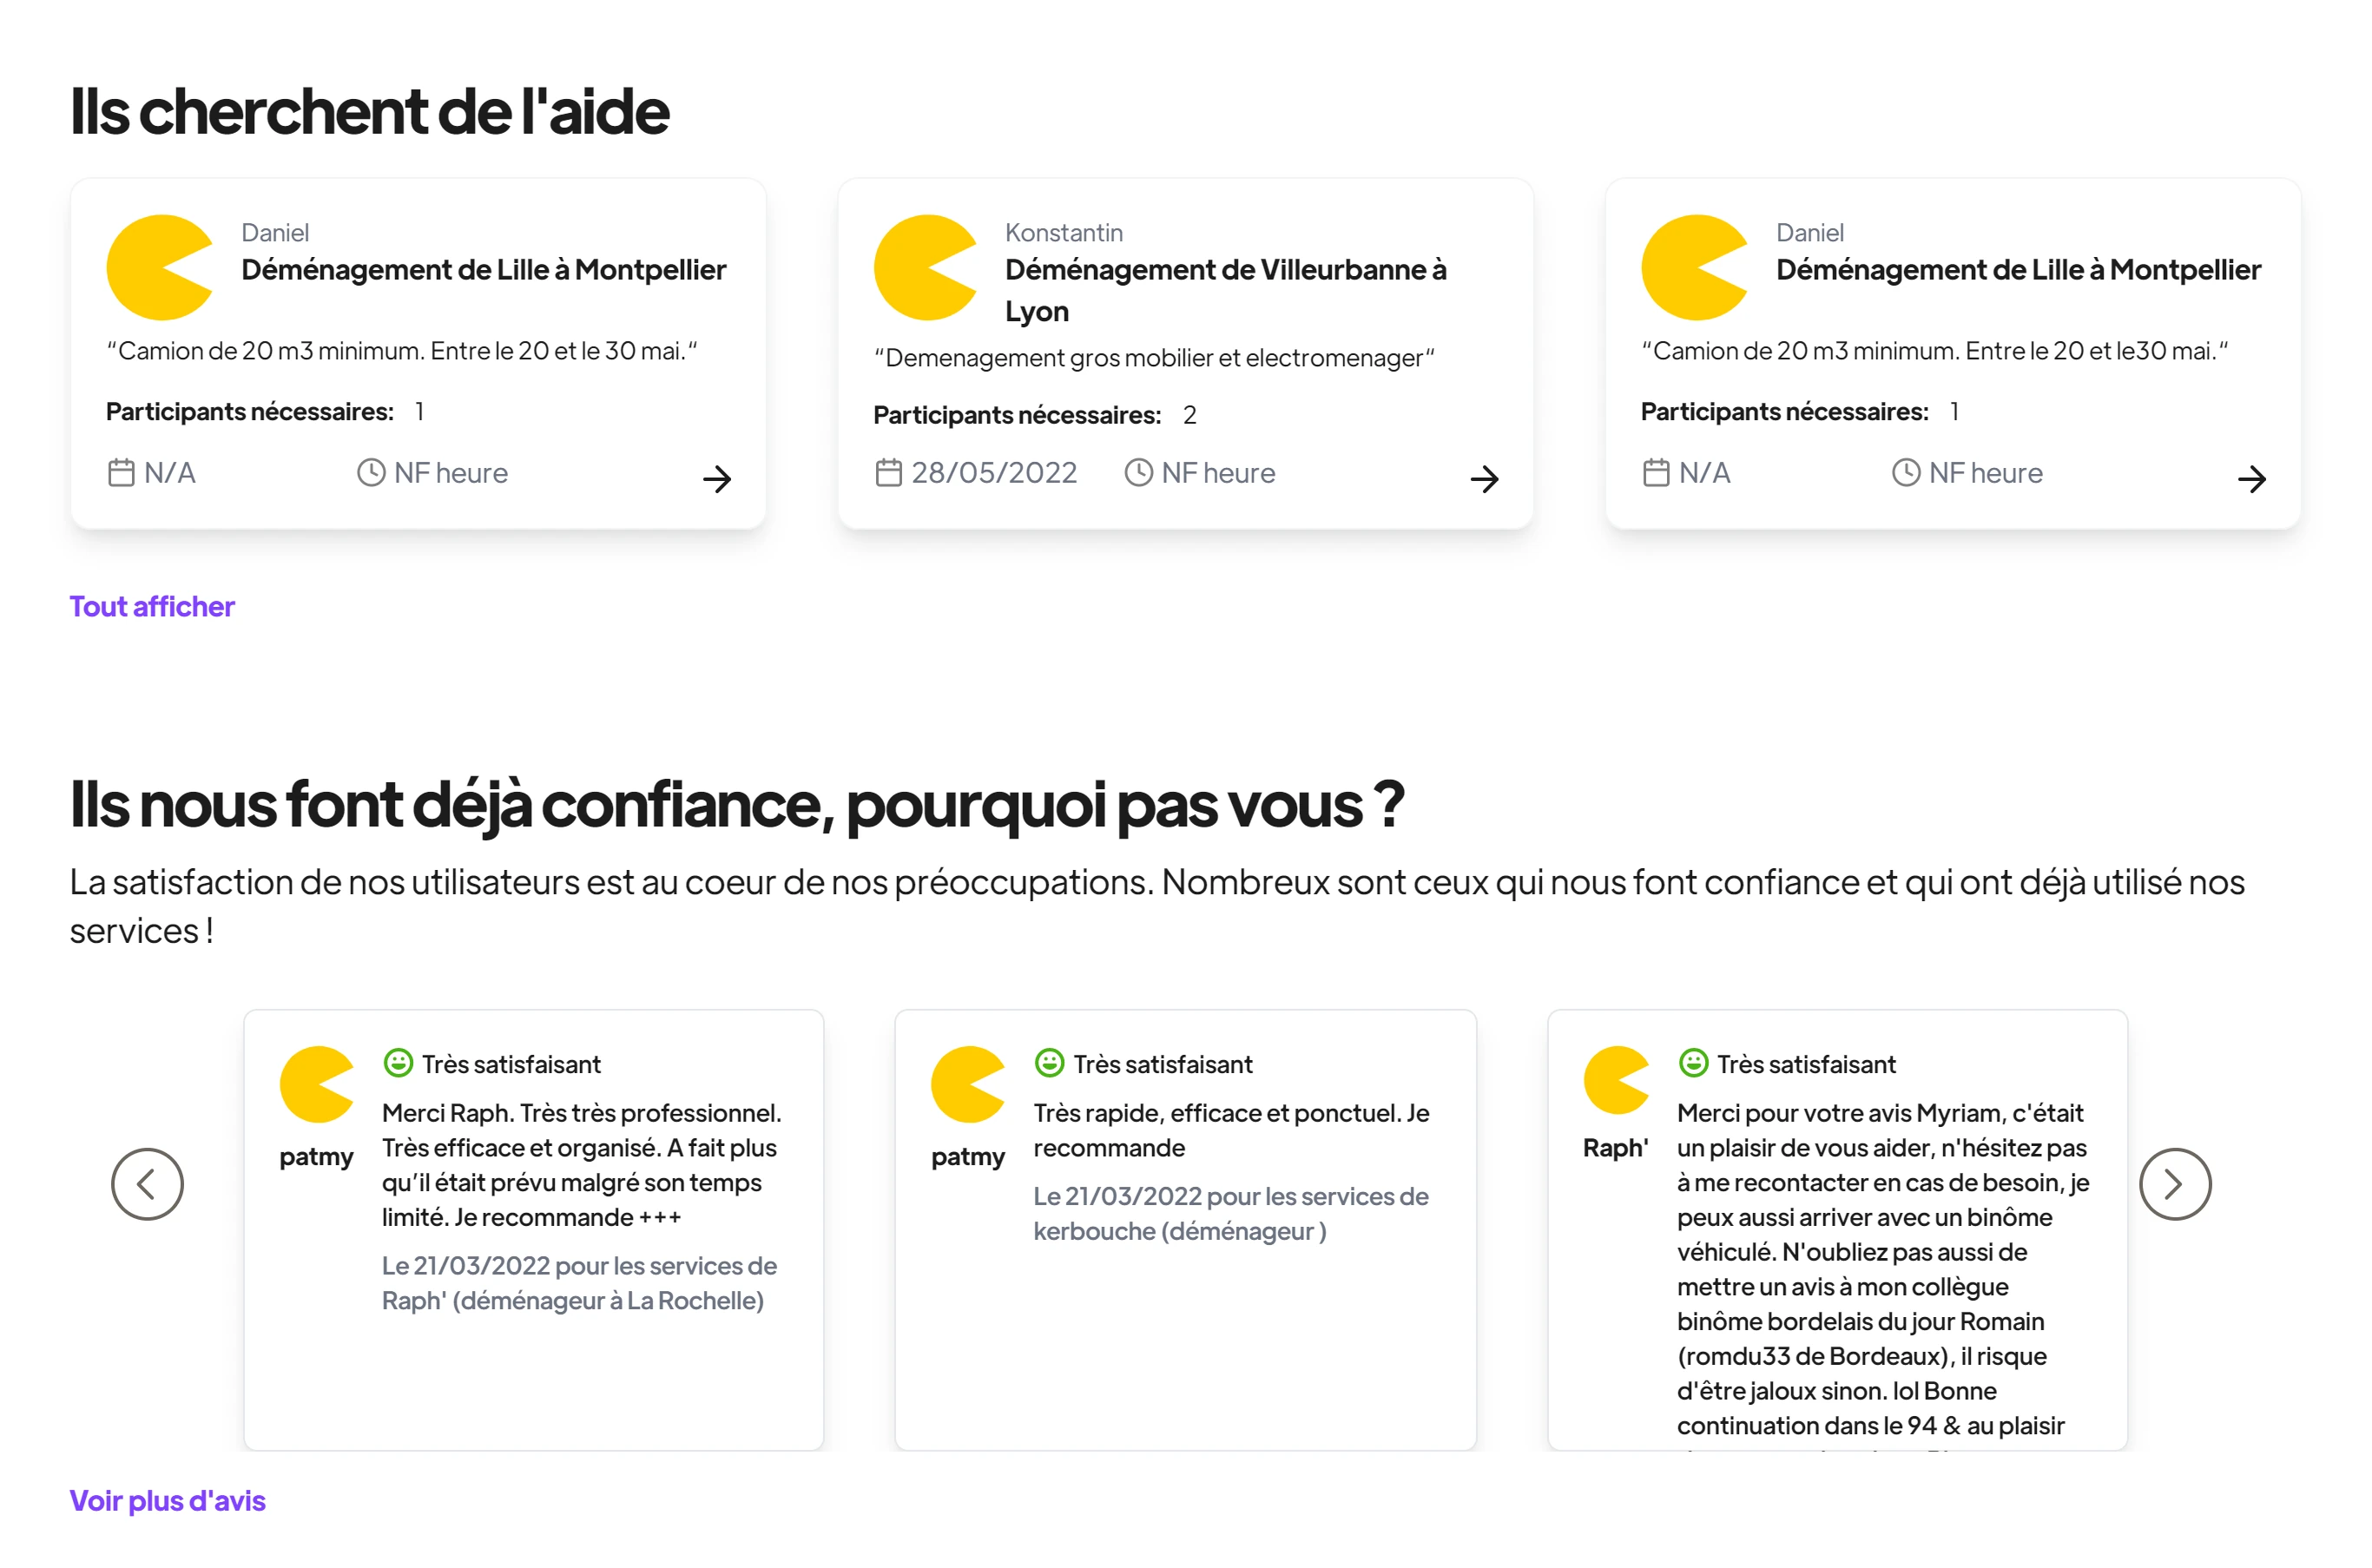 Ils cherchent de l'aide
Daniel
Déménagement de Lille à Montpellier
“Camion de 20 m3 minimum. Entre le 20 et le 30 mai.“
Participants nécessaires: 1
N/A NF heure
Konstantin
Déménagement de Villeurbanne à
Lyon
“Demenagement gros mobilier et electromenager“
Participants nécessaires: 2
28/05/2022 NF heure
Daniel
Déménagement de Lille à Montpellier
“Camion de 20 m3 minimum. Entre le 20 et le30 mai.“
Participants nécessaires: 1
N/A NF heure
Tout afficher
Ils nous font déjà confiance, pourquoi pas vous ?
La satisfaction de nos utilisateurs est au coeur de nos préoccupations. Nombreux sont ceux qui nous font confiance et qui ont déjà utilisé nos
services !
patmy
Très satisfaisant
Merci Raph. Très très professionnel.
Très efficace et organisé. A fait plus
qu’il était prévu malgré son temps
limité. Je recommande +++
Le 21/03/2022 pour les services de
Raph' (déménageur à La Rochelle)
patmy
Très satisfaisant
Très rapide, efficace et ponctuel. Je
recommande
Le 21/03/2022 pour les services de
kerbouche (déménageur )
Raph'
Très satisfaisant
Merci pour votre avis Myriam, c'était
un plaisir de vous aider, n'hésitez pas
à me recontacter en cas de besoin, je
peux aussi arriver avec un binôme
véhiculé. N'oubliez pas aussi de
mettre un avis à mon collègue
binôme bordelais du jour Romain
(romdu33 de Bordeaux), il risque
d'être jaloux sinon. lol Bonne
continuation dans le 94 & au plaisir
Voir plus d'avis